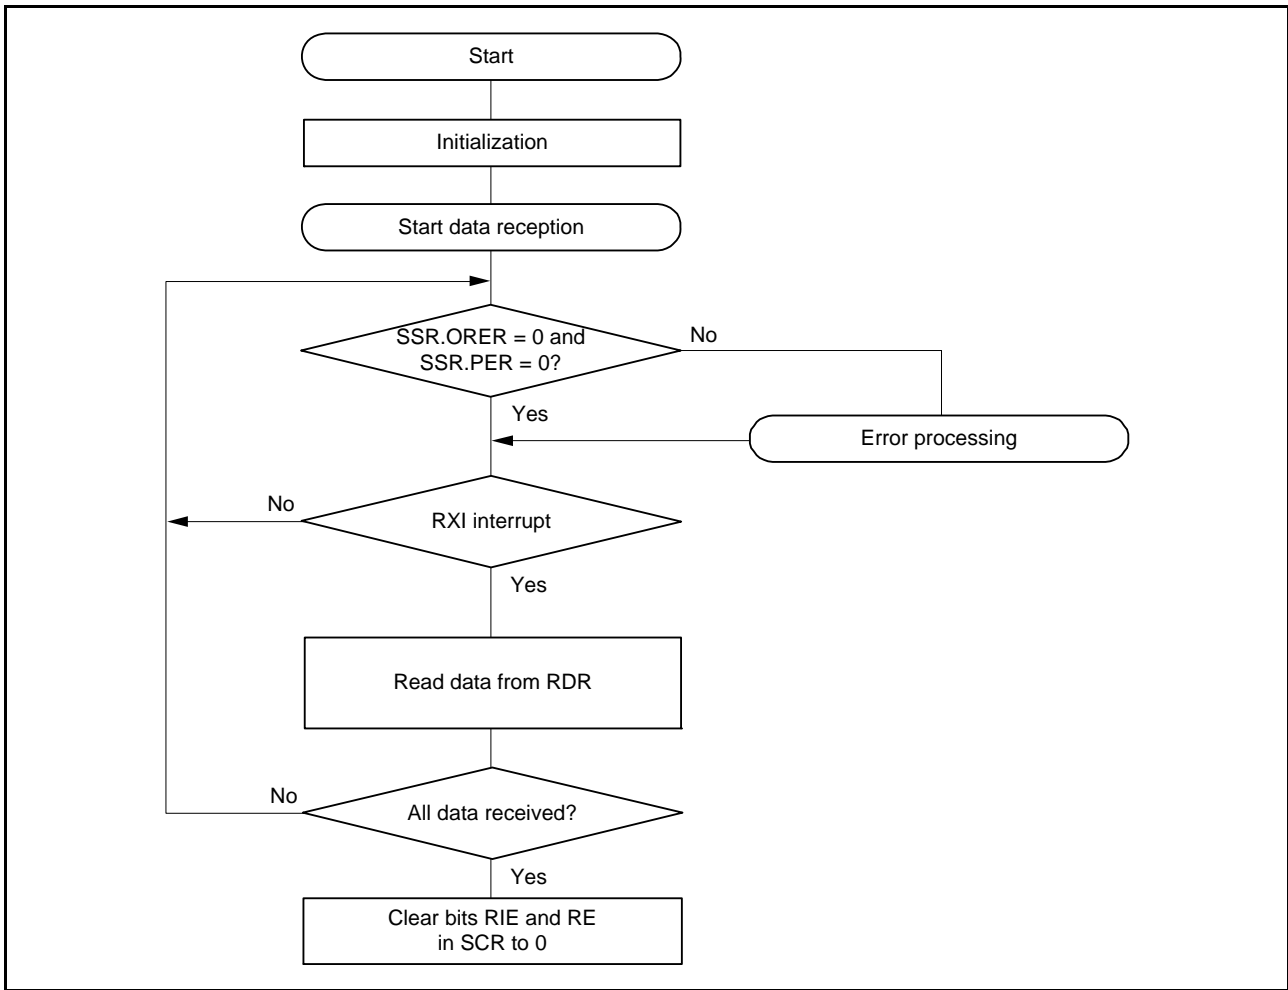 Start
Initialization
Start data reception
SSR.ORER = 0 and
SSR.PER = 0?
No
Yes
Error processing
No
RXI interrupt
Yes
Read data from RDR
No
All data received?
Yes
Clear bits RIE and RE
in SCR to 0